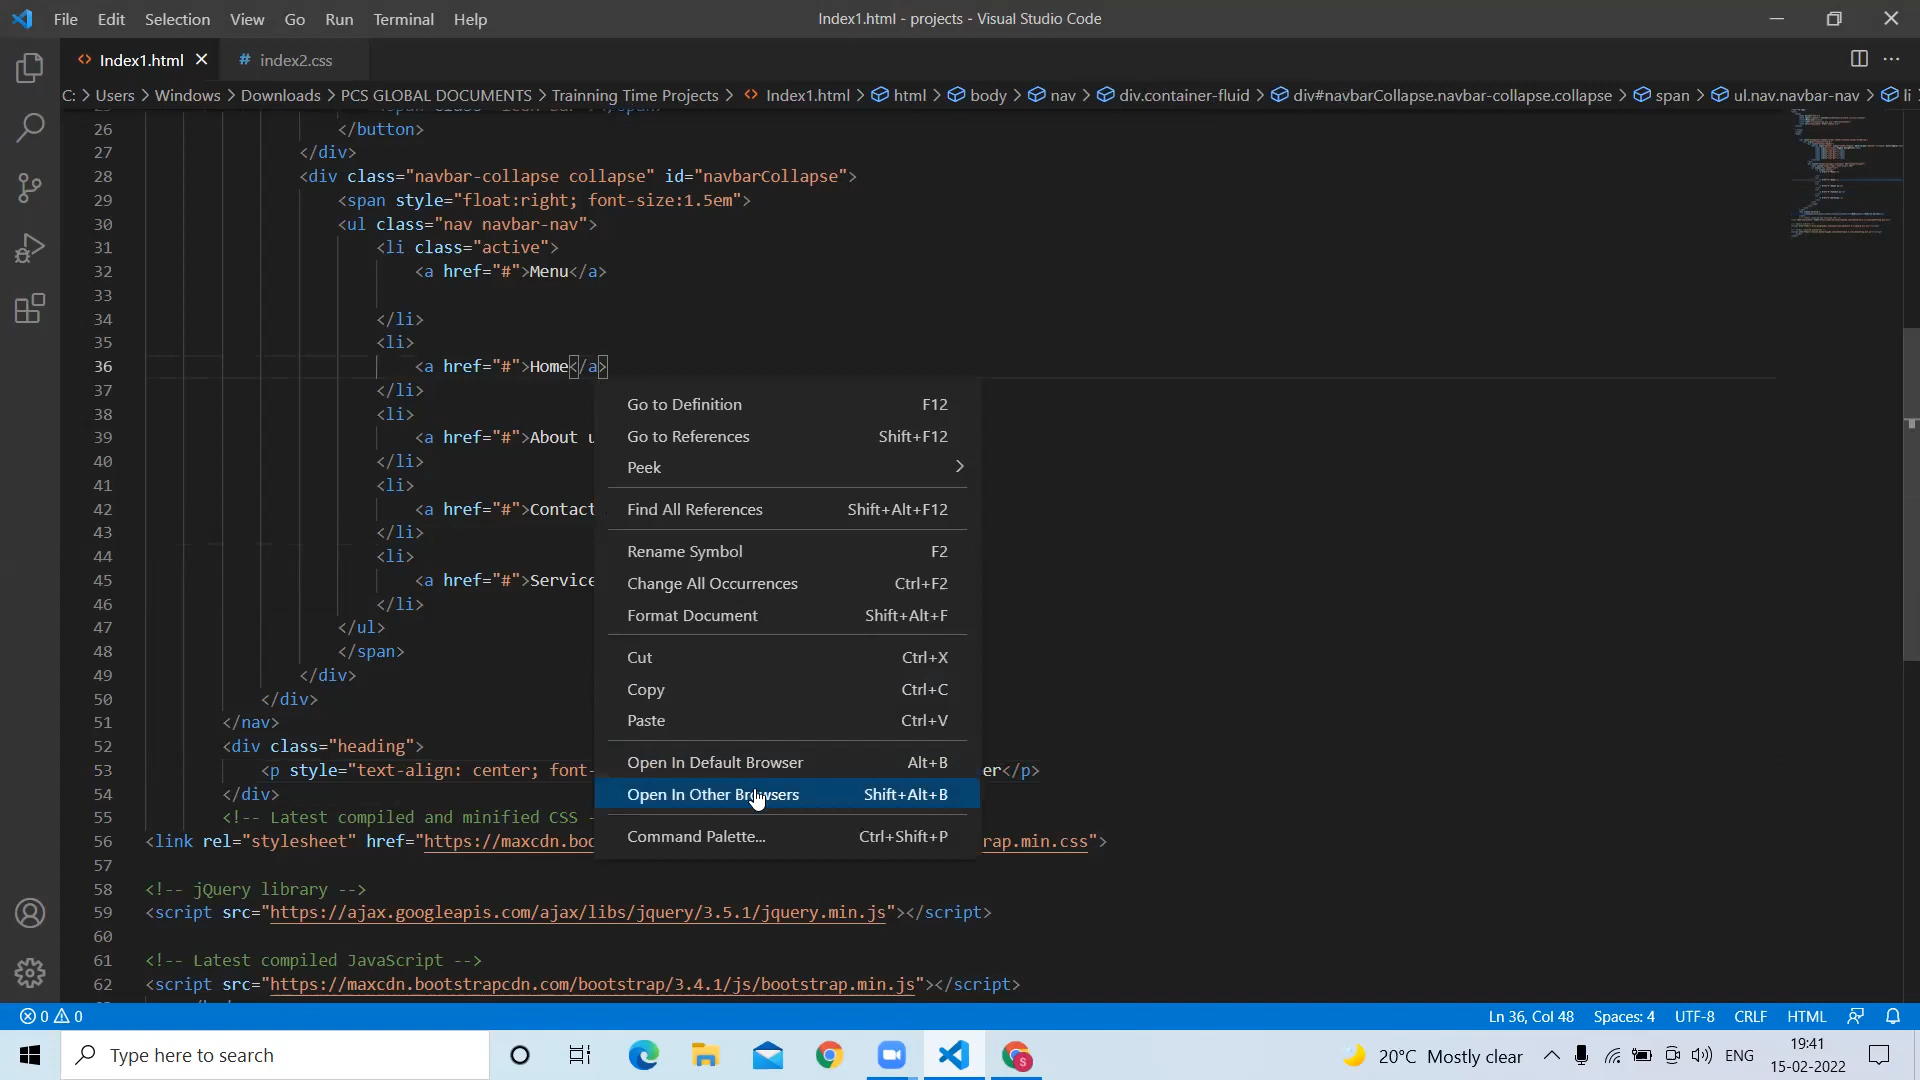 File Edit Selection View Go Run Terminal Help
Index1.html - projects - Visual Studio Code
Index1.html
# index2.css
C: > Users > Windows > Downloads > PCS GLOBAL DOCUMENTS > Trainning Time Projects > Index1.html > html > body > nav > div.container-fluid > div#navbarCollapse.navbar-collapse.collapse > span > ul.nav.navbar-nav > li
26 </button>
27 </div>
28 <div class="navbar-collapse collapse" id="navbarCollapse">
29 <span style="float:right; font-size:1.5em">
30 <ul class="nav navbar-nav">
31 <li class="active">
32 <a href="#">Menu</a>
33
34 </li>
35 <li>
36 <a href="#">Home</a>
37 </li>
38 <li>
39 <a href="#">About
40 </li>
41 <li>
42 <a href="#">Contact
43 </li>
44 <li>
45 <a href="#">Service
46 </li>
47 </ul>
48 </span>
49 </div>
50 </div>
51 </nav>
52 <div class="heading">
53 <p style="text-align: center; font- er</p>
54 </div>
55 <!-- Latest compiled and minified CSS -
56 <link rel="stylesheet" href="https://maxcdn.boo rap.min.css">
57
58 <!-- jQuery library -->
59 <script src="https://ajax.googleapis.com/ajax/libs/jquery/3.5.1/jquery.min.js"></script>
60
61 <!-- Latest compiled JavaScript -->
62 <script src="https://maxcdn.bootstrapcdn.com/bootstrap/3.4.1/js/bootstrap.min.js"></script>
Go to Definition F12
Go to References Shift+F12
Peek
Find All References Shift+Alt+F12
Rename Symbol F2
Change All Occurrences Ctrl+F2
Format Document Shift+Alt+F
Cut Ctrl+X
Copy Ctrl+C
Paste Ctrl+V
Open In Default Browser Alt+B
Open In Other Browsers Shift+Alt+B
Command Palette... Ctrl+Shift+P
0 0
Ln 36, Col 48 Spaces: 4 UTF-8 CRLF HTML
Type here to search
20°C Mostly clear
ENG
19:41
15-02-2022